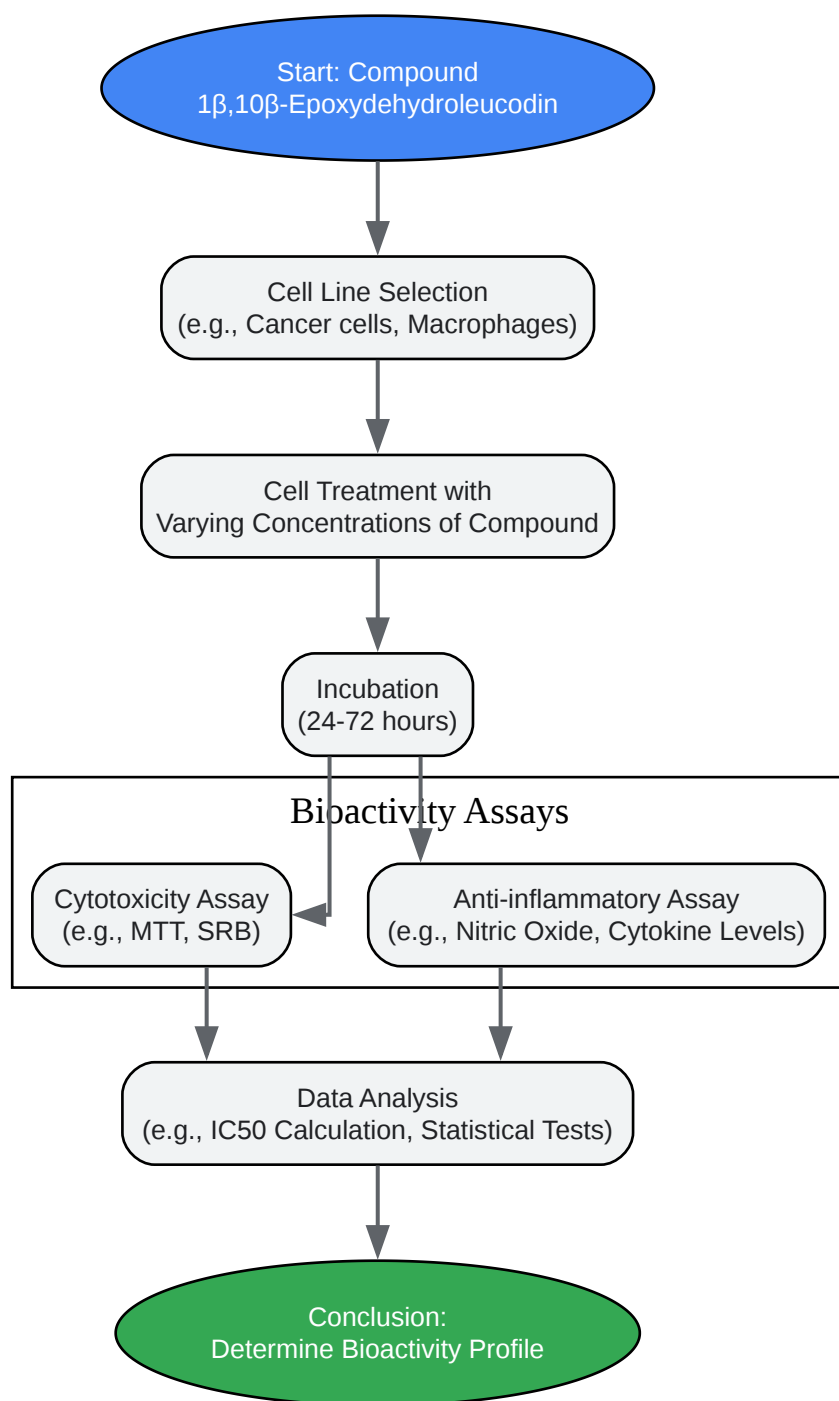 Start: Compound
1β,10β-Epoxydehydroleucodin
Cell Line Selection
(e.g., Cancer cells, Macrophages)
Cell Treatment with
Varying Concentrations of Compound
Incubation
(24-72 hours)
Bioactivity Assays
Cytotoxicity Assay
(e.g., MTT, SRB)
Anti-inflammatory Assay
(e.g., Nitric Oxide, Cytokine Levels)
Data Analysis
(e.g., IC50 Calculation, Statistical Tests)
Conclusion:
Determine Bioactivity Profile